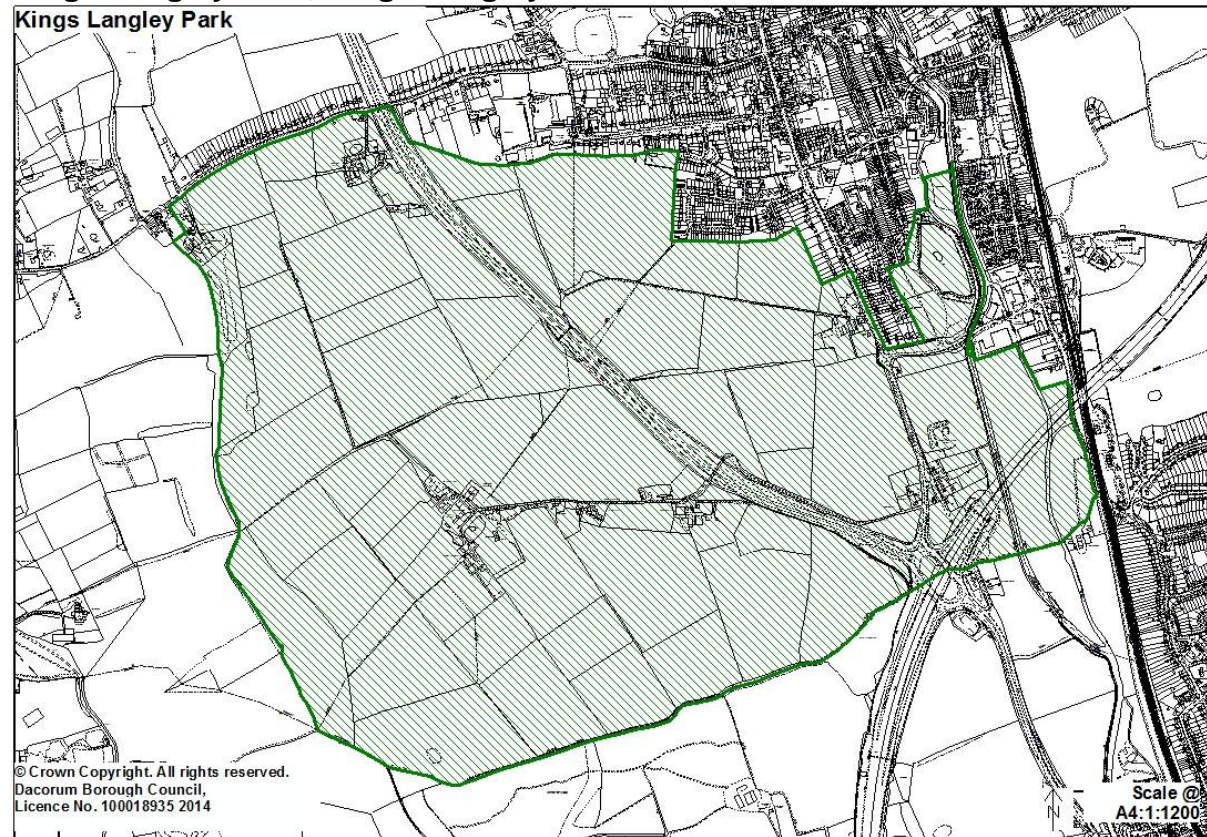 Kings Langley Park
© Crown Copyright. All rights reserved.
Dacorum Borough Council,
Licence No. 100018935 2014
N
Scale @
A4:1:1200